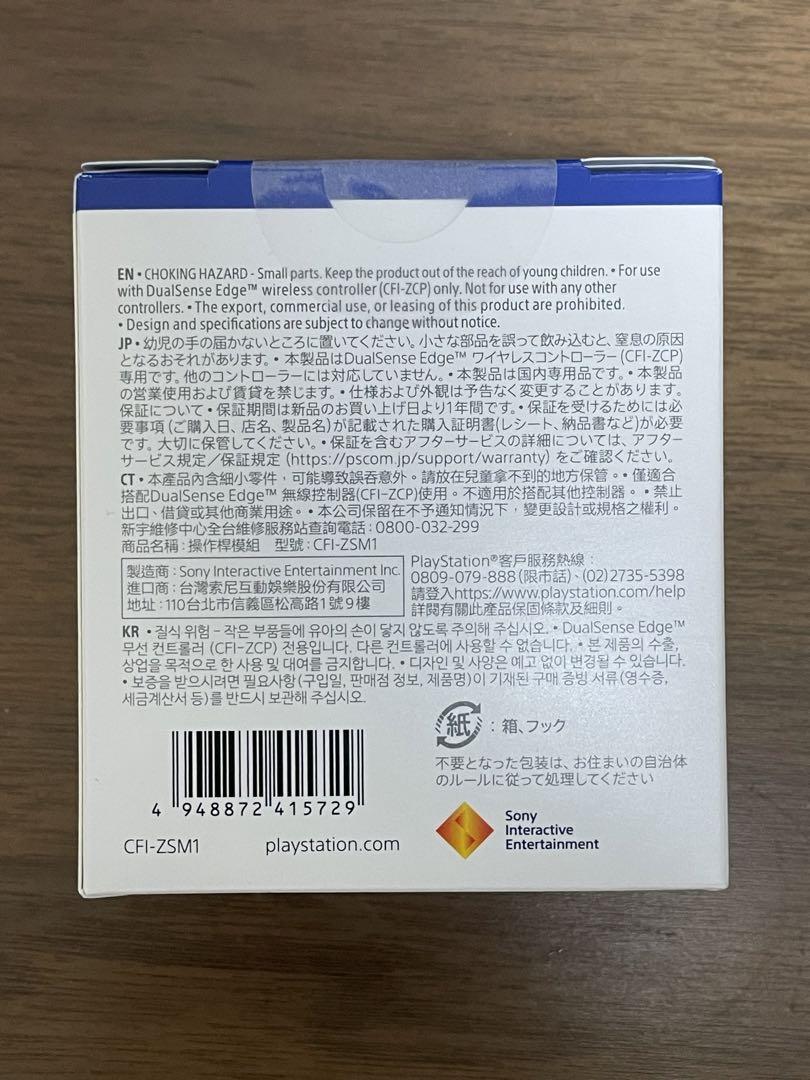 EN • CHOKING HAZARD - Small parts. Keep the product out of the reach of young children. • For use
with DualSense Edge™ wireless controller (CFI-ZCP) only. Not for use with any other
controllers. • The export, commercial use, or leasing of this product are prohibited.
• Design and specifications are subject to change without notice.
JP • 幼児の手の届かないところに置いてください。小さな部品を誤って飲み込むと、窒息の原因
となるおそれがあります。• 本製品はDualSense Edge™ ワイヤレスコントローラー (CFI-ZCP)
専用です。他のコントローラーには対応していません。• 本製品は国内専用品です。• 本製品
の営業使用および賃貸を禁じます。• 仕様および外観は予告なく変更することがあります。
保証について • 保証期間は新品のお買い上げ日より1年間です。• 保証を受けるためには必
要事項 (ご購入日、店名、製品名) が記載された購入証明書(レシート、納品書など)が必要
です。大切に保管してください。• 保証を含むアフターサービスの詳細については、アフター
サービス規定／保証規定 (https://pscom.jp/support/warranty) をご確認ください。
CT • 本產品內含細小零件，可能導致誤吞意外。請放在兒童拿不到的地方保管。• 僅適合
搭配DualSense Edge™ 無線控制器(CFI-ZCP)使用。不適用於搭配其他控制器。• 禁止
出口、借貸或其他商業用途。• 本公司保留在不予通知情況下，變更設計或規格之權利。
新宇維修中心全台維修服務站查詢電話：0800-032-299
商品名稱：操作桿模組 型號：CFI-ZSM1
製造商：Sony Interactive Entertainment Inc.
進口商：台灣索尼互動娛樂股份有限公司
地址：110台北市信義區松高路1號9樓
PlayStation®客戶服務熱線：
0809-079-888 (限市話)、(02) 2735-5398
請登入https://www.playstation.com/help
詳閱有關此產品保固條款及細則。
KR • 질식 위험 – 작은 부품들에 유아의 손이 닿지 않도록 주의해 주십시오. • DualSense Edge™
무선 컨트롤러 (CFI-ZCP) 전용입니다. 다른 컨트롤러에 사용할 수 없습니다. • 본 제품의 수출,
상업을 목적으로 한 사용 및 대여를 금지합니다. • 디자인 및 사양은 예고 없이 변경될 수 있습니다.
• 보증을 받으시려면 필요사항 (구입일, 판매점 정보, 제품명)이 기재된 구매 증빙 서류 (영수증,
세금계산서 등)를 반드시 보관해 주십시오.
紙 : 箱、フック
不要となった包装は、お住まいの自治体
のルールに従って処理してください
4 948872 415729
CFI-ZSM1
playstation.com
Sony
Interactive
Entertainment